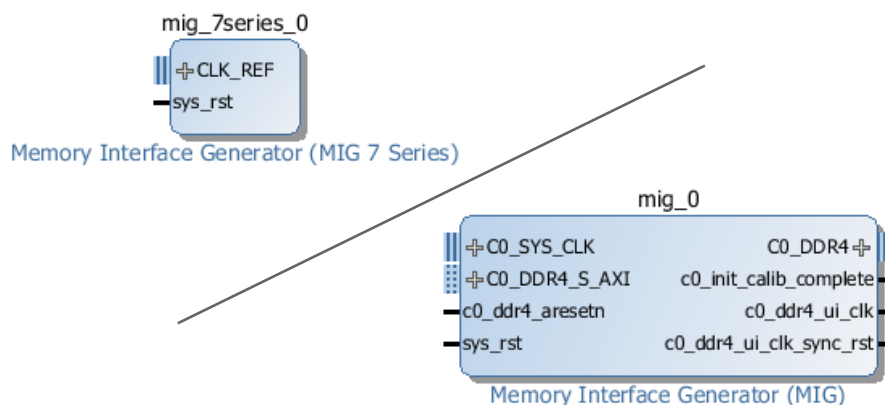 mig_7series_0
CLK_REF
sys_rst
Memory Interface Generator (MIG 7 Series)
mig_0
C0_SYS_CLK C0_DDR4
C0_DDR4_S_AXI c0_init_calib_complete
c0_ddr4_aresetn c0_ddr4_ui_clk
sys_rst c0_ddr4_ui_clk_sync_rst
Memory Interface Generator (MIG)